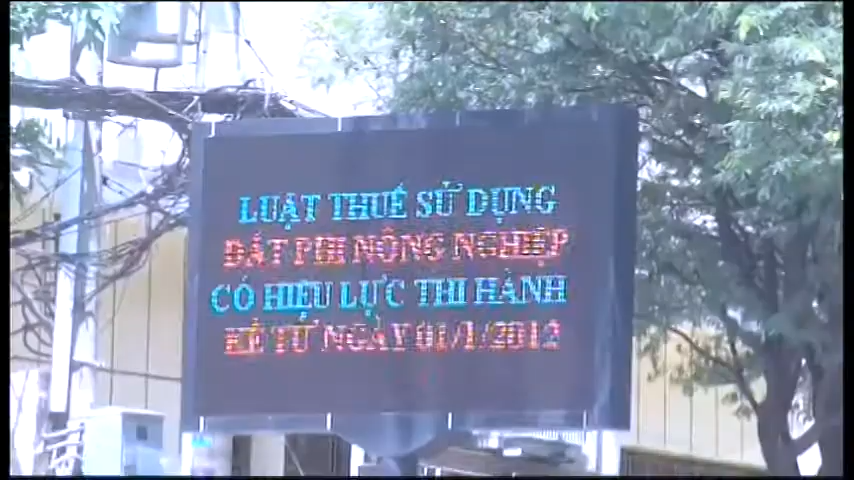 LUẬT THUẾ SỬ DỤNG
ĐẤT PHI NÔNG NGHIỆP
CÓ HIỆU LỰC THI HÀNH
KỂ TỪ NGÀY 01/1/2012